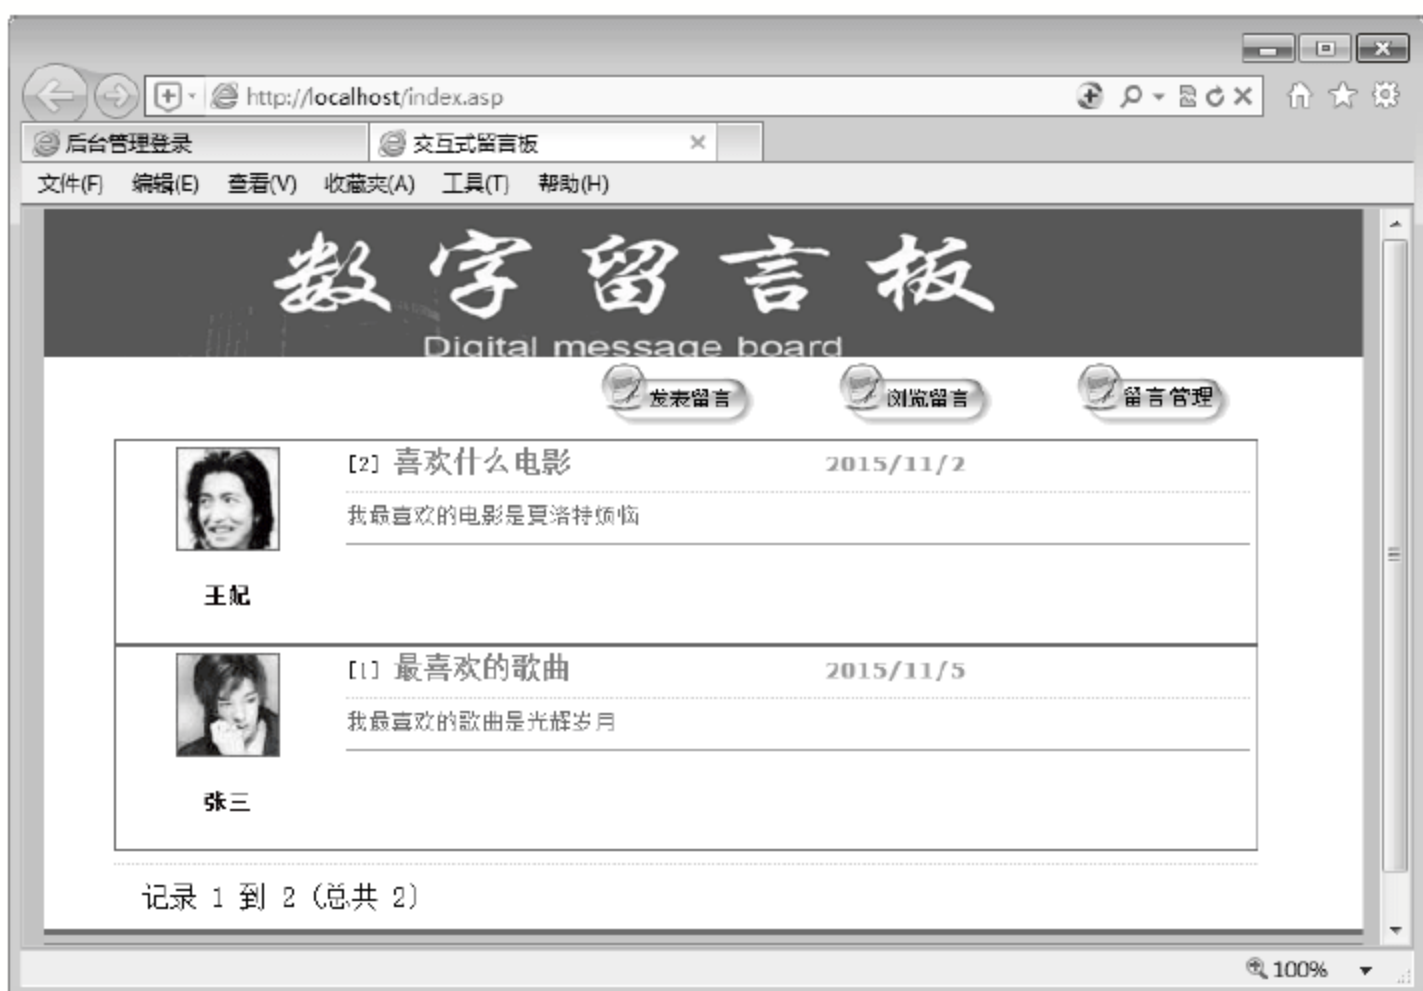 http://localhost/index.asp
后台管理登录 交互式留言板
文件(F) 编辑(E) 查看(V) 收藏夹(A) 工具(T) 帮助(H)
数字留言板
Digital message board
发表留言 浏览留言 留言管理
[2] 喜欢什么电影 2015/11/2
我最喜欢的电影是夏洛特烦恼
王妃
[1] 最喜欢的歌曲 2015/11/5
我最喜欢的歌曲是光辉岁月
张三
记录 1 到 2 (总共 2)
100%